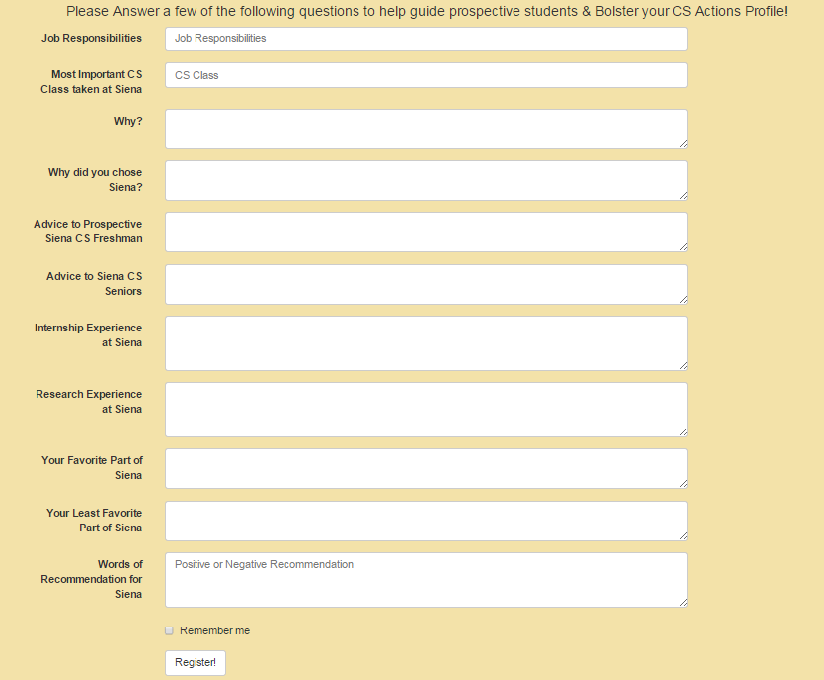 Please Answer a few of the following questions to help guide prospective students & Bolster your CS Actions Profile!
Job Responsibilities
Job Responsibilities
Most Important CS
Class taken at Siena
CS Class
Why?
Why did you chose
Siena?
Advice to Prospective
Siena CS Freshman
Advice to Siena CS
Seniors
Internship Experience
at Siena
Research Experience
at Siena
Your Favorite Part of
Siena
Your Least Favorite
Part of Siena
Words of
Recommendation for
Siena
Positive or Negative Recommendation
Remember me
Register!